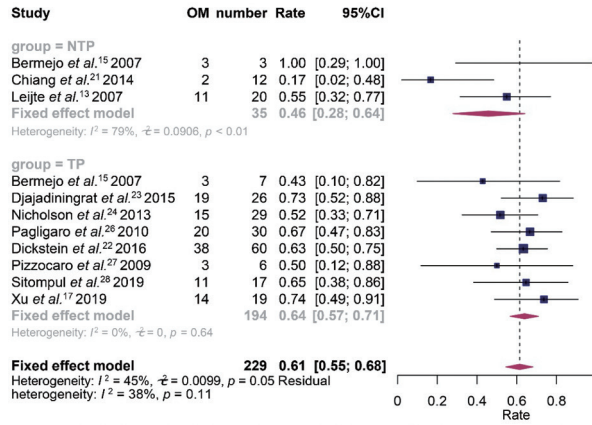 Study OM number Rate 95%CI
group = NTP
Bermejo et al.15 2007 3 3 1.00 [0.29; 1.00]
Chiang et al.21 2014 2 12 0.17 [0.02; 0.48]
Leijte et al.13 2007 11 20 0.55 [0.32; 0.77]
Fixed effect model 35 0.46 [0.28; 0.64]
Heterogeneity: I² = 79%, τ² = 0.0906, p < 0.01
group = TP
Bermejo et al.15 2007 3 7 0.43 [0.10; 0.82]
Djajadiningrat et al.23 2015 19 26 0.73 [0.52; 0.88]
Nicholson et al.24 2013 15 29 0.52 [0.33; 0.71]
Pagligaro et al.26 2010 20 30 0.67 [0.47; 0.83]
Dickstein et al.22 2016 38 60 0.63 [0.50; 0.75]
Pizzocaro et al.27 2009 3 6 0.50 [0.12; 0.88]
Sitompul et al.28 2019 11 17 0.65 [0.38; 0.86]
Xu et al.17 2019 14 19 0.74 [0.49; 0.91]
Fixed effect model 194 0.64 [0.57; 0.71]
Heterogeneity: I² = 0%, τ² = 0, p = 0.64
Fixed effect model 229 0.61 [0.55; 0.68]
Heterogeneity: I² = 45%, τ² = 0.0099, p = 0.05 Residual
heterogeneity: I² = 38%, p = 0.11
0 0.2 0.4 0.6 0.8 1
Rate